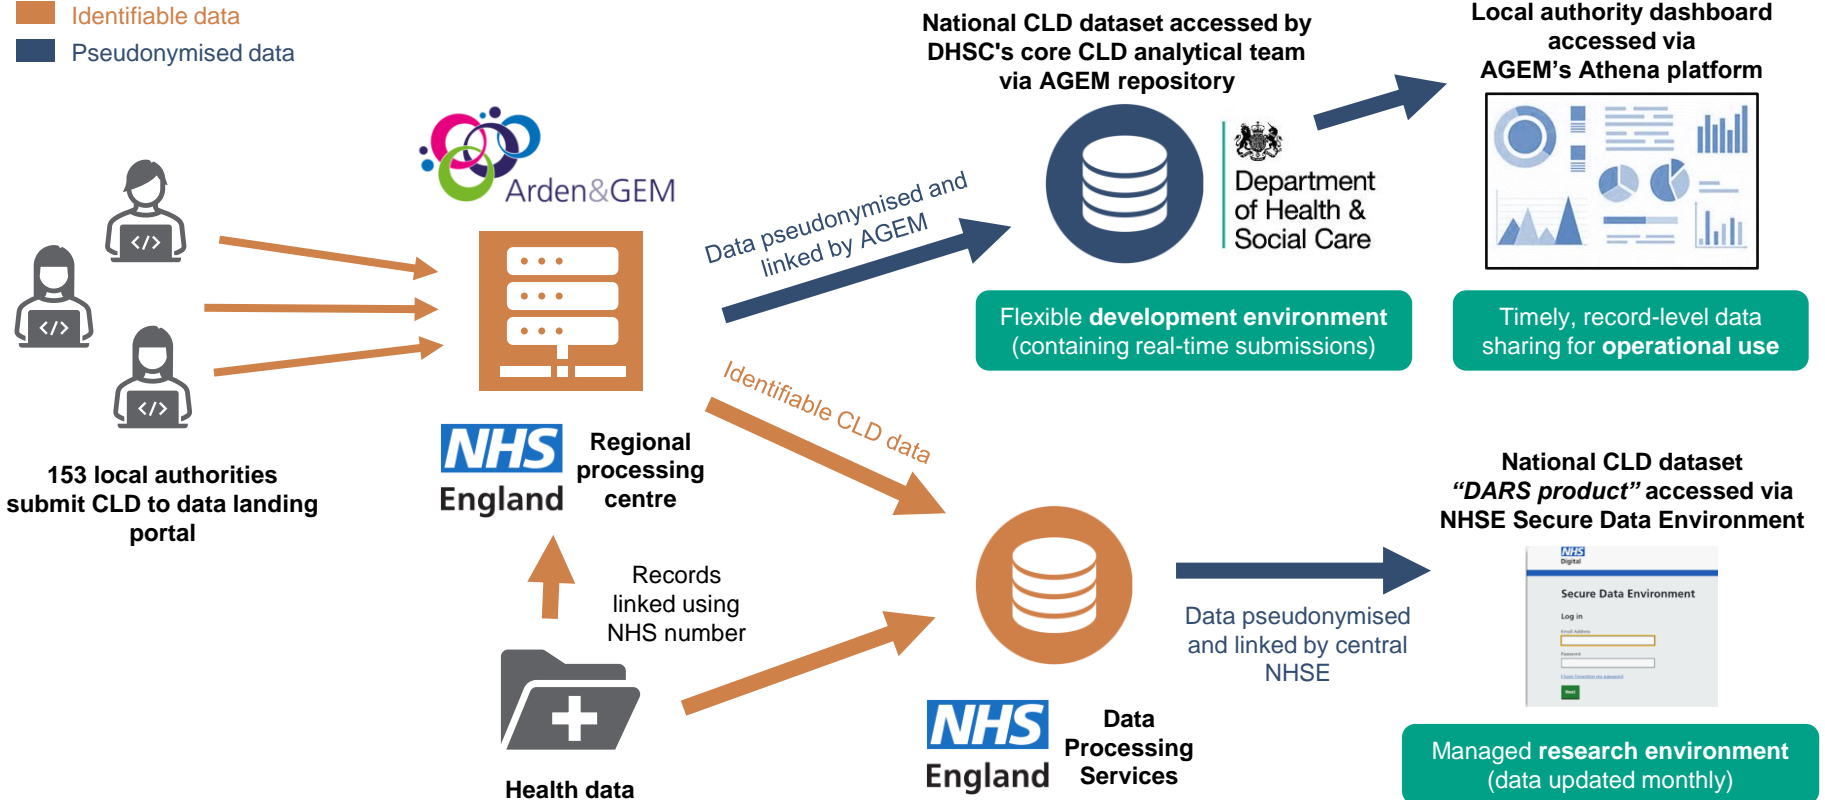 Identifiable data
Pseudonymised data
National CLD dataset accessed by
DHSC's core CLD analytical team
via AGEM repository
Local authority dashboard
accessed via
AGEM's Athena platform
Arden&GEM
</>
</>
</>
Data pseudonymised and
linked by AGEM
Department
of Health &
Social Care
Flexible development environment
(containing real-time submissions)
Timely, record-level data
sharing for operational use
Identifiable CLD data
153 local authorities
submit CLD to data landing
portal
NHS
England
Regional
processing
centre
Records
linked using
NHS number
Health data
NHS
England
Data
Processing
Services
Data pseudonymised
and linked by central
NHSE
National CLD dataset
“DARS product” accessed via
NHSE Secure Data Environment
NHS
Digital
Secure Data Environment
Log in
Email Address
Password
Next
Managed research environment
(data updated monthly)